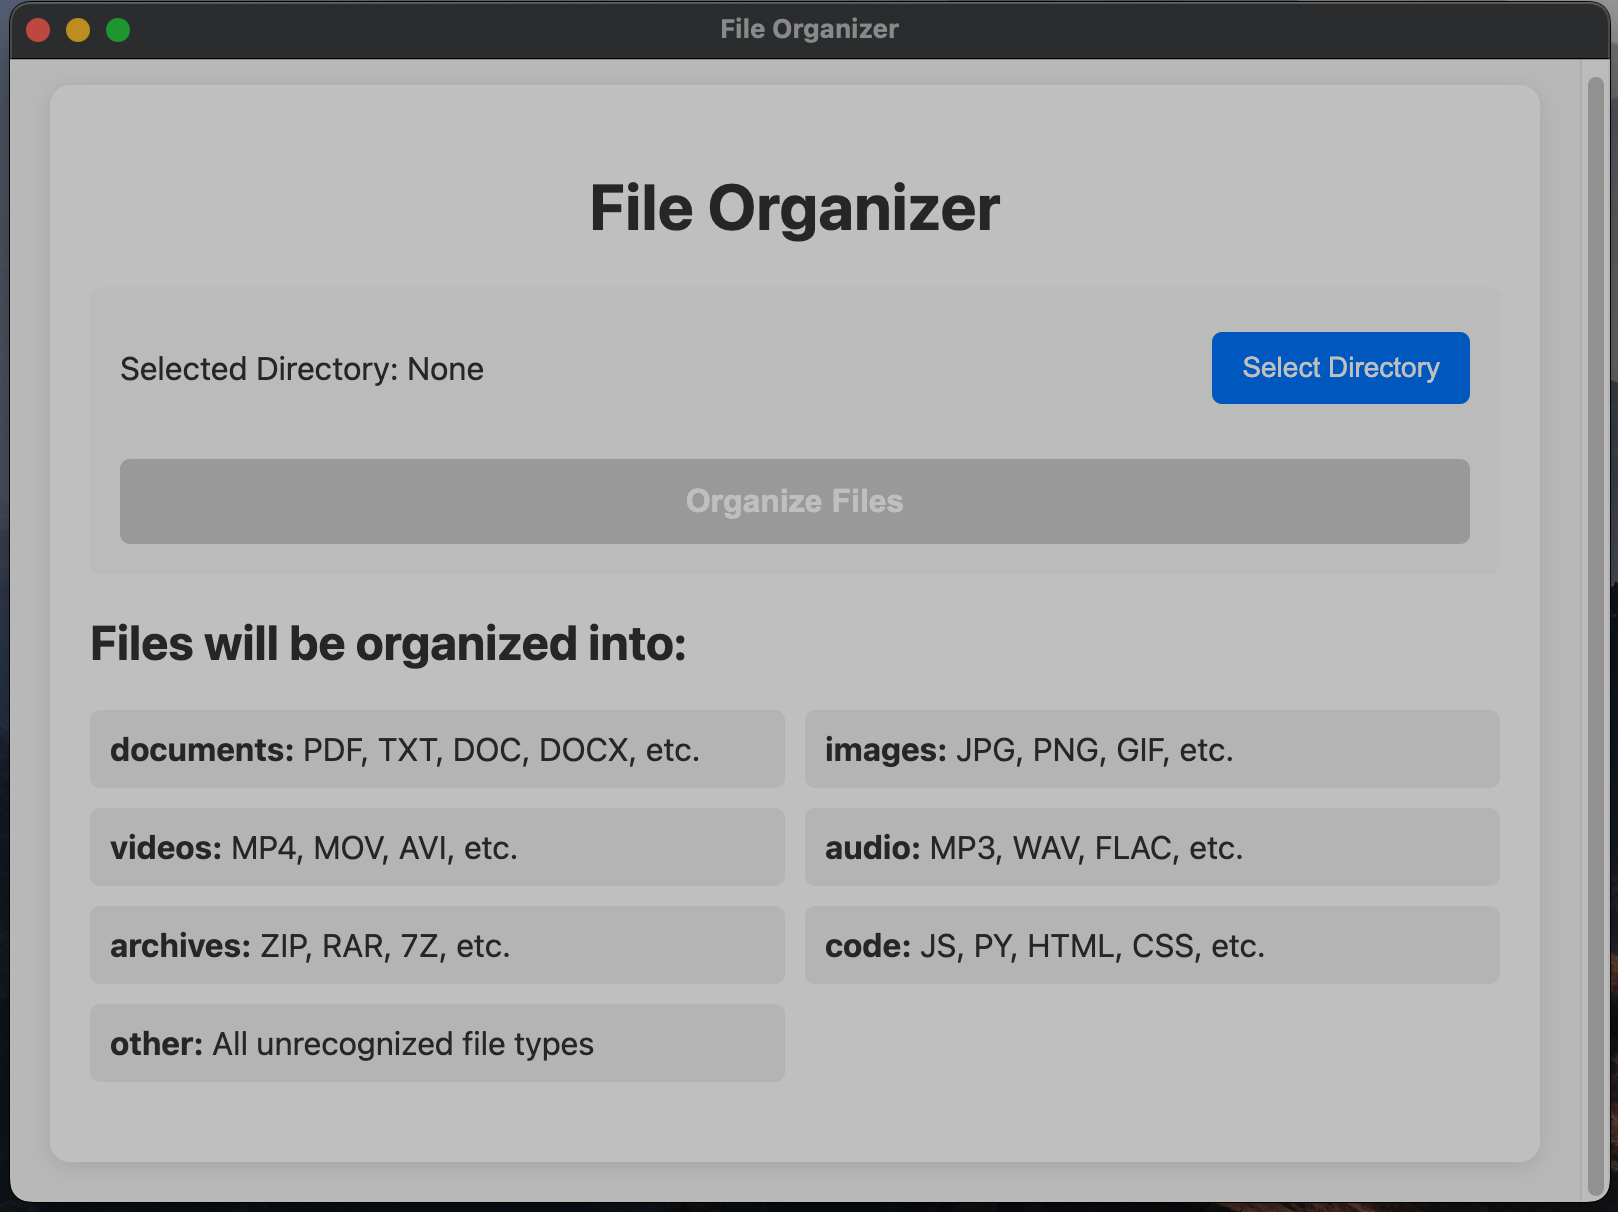 File Organizer
File Organizer
Selected Directory: None
Select Directory
Organize Files
Files will be organized into:
documents: PDF, TXT, DOC, DOCX, etc.
images: JPG, PNG, GIF, etc.
videos: MP4, MOV, AVI, etc.
audio: MP3, WAV, FLAC, etc.
archives: ZIP, RAR, 7Z, etc.
code: JS, PY, HTML, CSS, etc.
other: All unrecognized file types